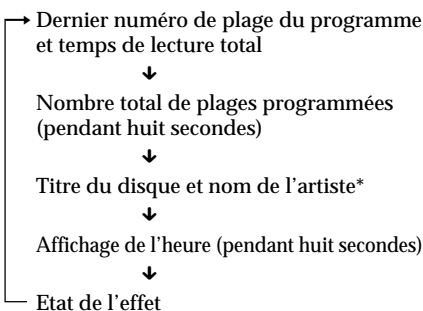 Dernier numéro de plage du programme
et temps de lecture total
Nombre total de plages programmées
(pendant huit secondes)
Titre du disque et nom de l'artiste*
Affichage de l'heure (pendant huit secondes)
Etat de l'effet